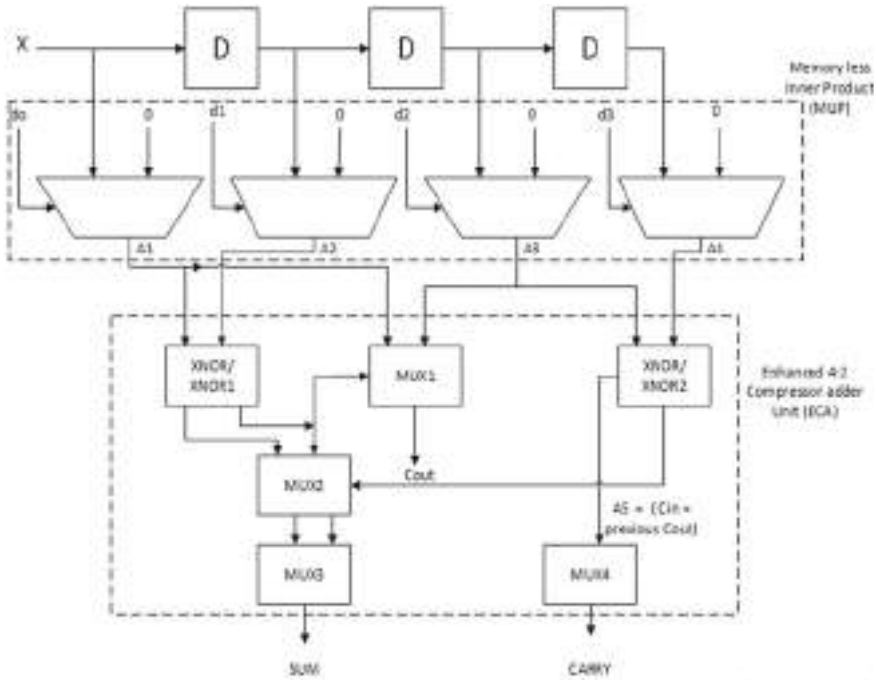 X
D
D
D
Memory less
Inner Product
(MLIP)
do
0
d1
0
d2
0
d3
0
A1
A2
A3
A4
XNOR/
XNOR1
MUX1
XNOR/
XNOR2
Enhanced 4:2
Compressor adder
Unit (ECA)
Cout
MUX2
A5 = (Cin =
previous Cout)
MUX3
MUX4
SUM
CARRY